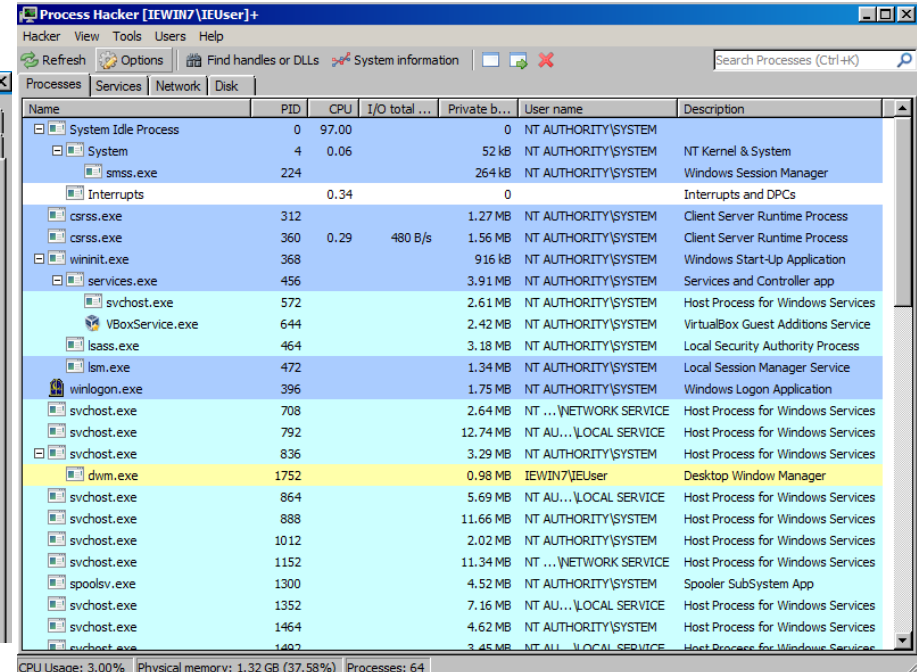 Process Hacker [IEWIN7\IEUser]+
Hacker View Tools Users Help
Refresh Options Find handles or DLLs System information Search Processes (Ctrl+K)
Processes Services Network Disk
Name PID CPU I/O total ... Private b... User name Description
System Idle Process 0 97.00 0 NT AUTHORITY\SYSTEM
System 4 0.06 52 kB NT AUTHORITY\SYSTEM NT Kernel & System
smss.exe 224 264 kB NT AUTHORITY\SYSTEM Windows Session Manager
Interrupts 0.34 0 Interrupts and DPCs
csrss.exe 312 1.27 MB NT AUTHORITY\SYSTEM Client Server Runtime Process
csrss.exe 360 0.29 480 B/s 1.56 MB NT AUTHORITY\SYSTEM Client Server Runtime Process
wininit.exe 368 916 kB NT AUTHORITY\SYSTEM Windows Start-Up Application
services.exe 456 3.91 MB NT AUTHORITY\SYSTEM Services and Controller app
svchost.exe 572 2.61 MB NT AUTHORITY\SYSTEM Host Process for Windows Services
VBoxService.exe 644 2.42 MB NT AUTHORITY\SYSTEM VirtualBox Guest Additions Service
lsass.exe 464 3.18 MB NT AUTHORITY\SYSTEM Local Security Authority Process
lsm.exe 472 1.34 MB NT AUTHORITY\SYSTEM Local Session Manager Service
winlogon.exe 396 1.75 MB NT AUTHORITY\SYSTEM Windows Logon Application
svchost.exe 708 2.64 MB NT ...\NETWORK SERVICE Host Process for Windows Services
svchost.exe 792 12.74 MB NT AU...\LOCAL SERVICE Host Process for Windows Services
svchost.exe 836 3.29 MB NT AUTHORITY\SYSTEM Host Process for Windows Services
dwm.exe 1752 0.98 MB IEWIN7\IEUser Desktop Window Manager
svchost.exe 864 5.69 MB NT AU...\LOCAL SERVICE Host Process for Windows Services
svchost.exe 888 11.66 MB NT AUTHORITY\SYSTEM Host Process for Windows Services
svchost.exe 1012 2.02 MB NT AUTHORITY\SYSTEM Host Process for Windows Services
svchost.exe 1152 11.34 MB NT ...\NETWORK SERVICE Host Process for Windows Services
spoolsv.exe 1300 4.52 MB NT AUTHORITY\SYSTEM Spooler SubSystem App
svchost.exe 1352 7.16 MB NT AU...\LOCAL SERVICE Host Process for Windows Services
svchost.exe 1464 4.62 MB NT AUTHORITY\SYSTEM Host Process for Windows Services
svchost.exe 1492 3.45 MB NT AU...\LOCAL SERVICE Host Process for Windows Services
CPU Usage: 3.00% Physical memory: 1.32 GB (37.58%) Processes: 64